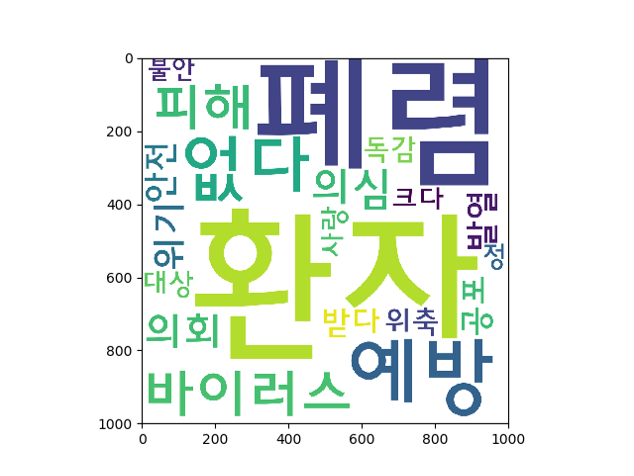 0
200
400
600
800
1000
0
200
400
600
800
1000
불안
피해
폐렴
없다
독감
의심
크다
안전
위기
발열
사랑
정
환자
대상
공포
의회
받다
위축
예방
바이러스